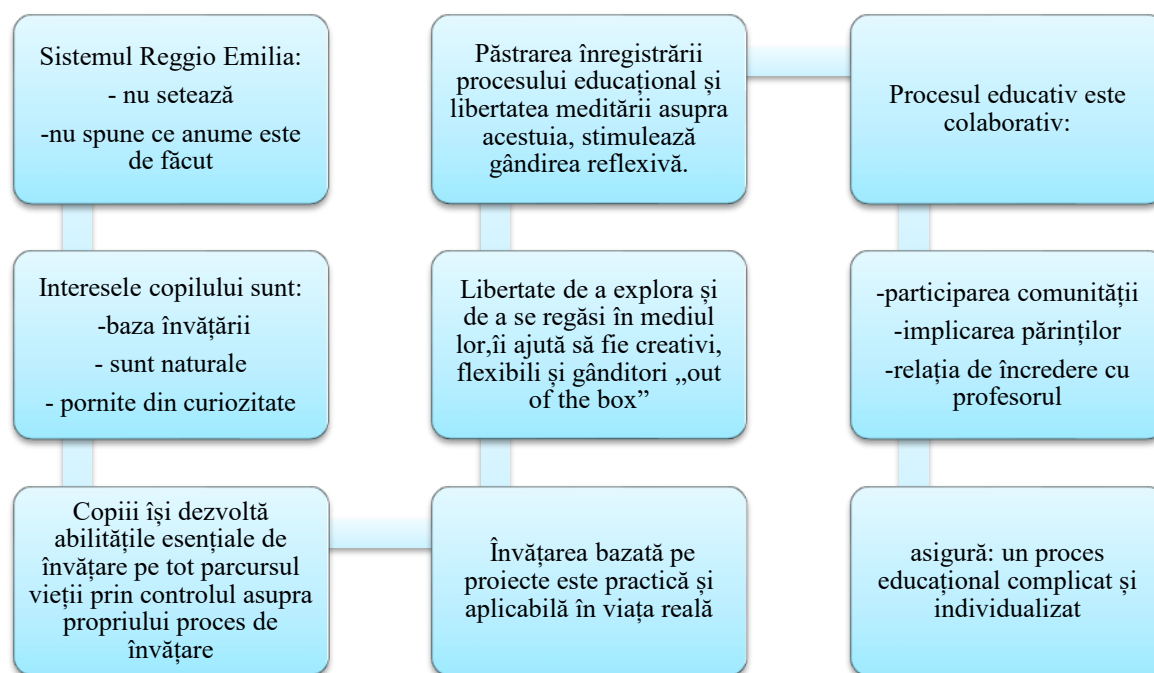 Sistemul Reggio Emilia:
- nu setează
-nu spune ce anume este
de făcut
Interesele copilului sunt:
-baza învățării
- sunt naturale
- pornite din curiozitate
Copiii își dezvoltă
abilitățile esențiale de
învățare pe tot parcursul
vieții prin controlul asupra
propriului proces de
învățare
Învățarea bazată pe
proiecte este practică și
aplicabilă în viața reală
Libertate de a explora și
de a se regăsi în mediul
lor,îi ajută să fie creativi,
flexibili și gânditori „out
of the box”
Păstrarea înregistrării
procesului educațional și
libertatea meditării asupra
acestuia, stimulează
gândirea reflexivă.
Procesul educativ este
colaborativ:
-participarea comunității
-implicarea părinților
-relația de încredere cu
profesorul
asigură: un proces
educațional complicat și
individualizat